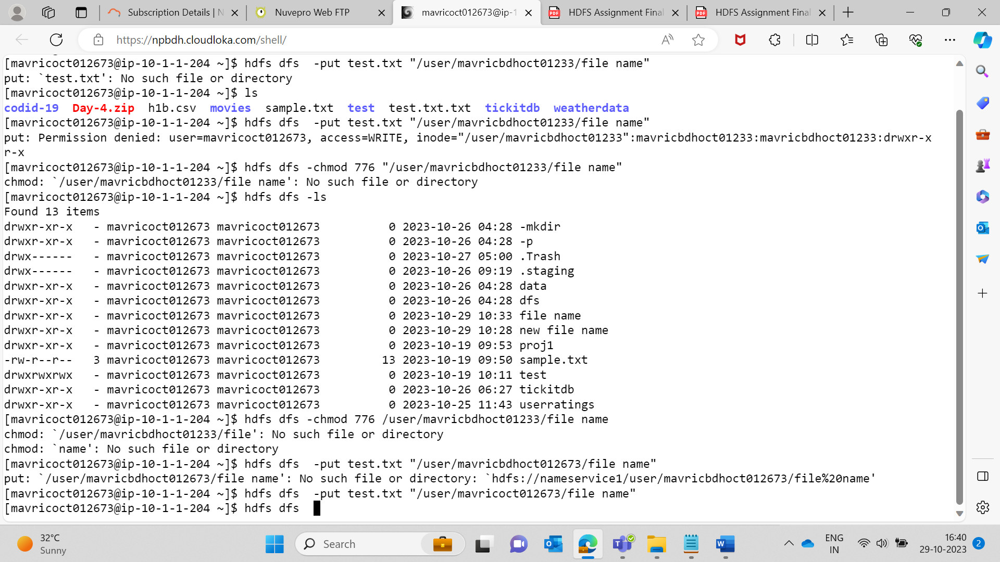 Subscription Details | N
Nuvepro Web FTP
mavricoct012673@ip-1
HDFS Assignment Final
HDFS Assignment Final
https://npbdh.cloudloka.com/shell/
[mavricoct012673@ip-10-1-1-204 ~]$ hdfs dfs  -put test.txt "/user/mavricbdhoct01233/file name"
put: `test.txt': No such file or directory
[mavricoct012673@ip-10-1-1-204 ~]$ ls
codid-19  Day-4.zip  h1b.csv  movies  sample.txt  test  test.txt.txt  tickitdb  weatherdata
[mavricoct012673@ip-10-1-1-204 ~]$ hdfs dfs  -put test.txt "/user/mavricbdhoct01233/file name"
put: Permission denied: user=mavricoct012673, access=WRITE, inode="/user/mavricbdhoct01233":mavricbdhoct01233:mavricbdhoct01233:drwxr-x
r-x
[mavricoct012673@ip-10-1-1-204 ~]$ hdfs dfs -chmod 776 "/user/mavricbdhoct01233/file name"
chmod: `/user/mavricbdhoct01233/file name': No such file or directory
[mavricoct012673@ip-10-1-1-204 ~]$ hdfs dfs -ls
Found 13 items
drwxr-xr-x   - mavricoct012673 mavricoct012673          0 2023-10-26 04:28 -mkdir
drwxr-xr-x   - mavricoct012673 mavricoct012673          0 2023-10-26 04:28 -p
drwx------   - mavricoct012673 mavricoct012673          0 2023-10-27 05:00 .Trash
drwx------   - mavricoct012673 mavricoct012673          0 2023-10-26 09:19 .staging
drwxr-xr-x   - mavricoct012673 mavricoct012673          0 2023-10-26 04:28 data
drwxr-xr-x   - mavricoct012673 mavricoct012673          0 2023-10-26 04:28 dfs
drwxr-xr-x   - mavricoct012673 mavricoct012673          0 2023-10-29 10:33 file name
drwxr-xr-x   - mavricoct012673 mavricoct012673          0 2023-10-29 10:28 new file name
drwxr-xr-x   - mavricoct012673 mavricoct012673          0 2023-10-19 09:53 proj1
-rw-r--r--   3 mavricoct012673 mavricoct012673         13 2023-10-19 09:50 sample.txt
drwxrwxrwx   - mavricoct012673 mavricoct012673          0 2023-10-19 10:11 test
drwxr-xr-x   - mavricoct012673 mavricoct012673          0 2023-10-26 06:27 tickitdb
drwxr-xr-x   - mavricoct012673 mavricoct012673          0 2023-10-25 11:43 userratings
[mavricoct012673@ip-10-1-1-204 ~]$ hdfs dfs -chmod 776 /user/mavricbdhoct01233/file name
chmod: `/user/mavricbdhoct01233/file': No such file or directory
chmod: `name': No such file or directory
[mavricoct012673@ip-10-1-1-204 ~]$ hdfs dfs  -put test.txt "/user/mavricbdhoct012673/file name"
put: `/user/mavricbdhoct012673/file name': No such file or directory: `hdfs://nameservice1/user/mavricbdhoct012673/file%20name'
[mavricoct012673@ip-10-1-1-204 ~]$ hdfs dfs  -put test.txt "/user/mavricoct012673/file name"
[mavricoct012673@ip-10-1-1-204 ~]$ hdfs dfs
32°C
Sunny
Search
ENG
IN
16:40
29-10-2023
2